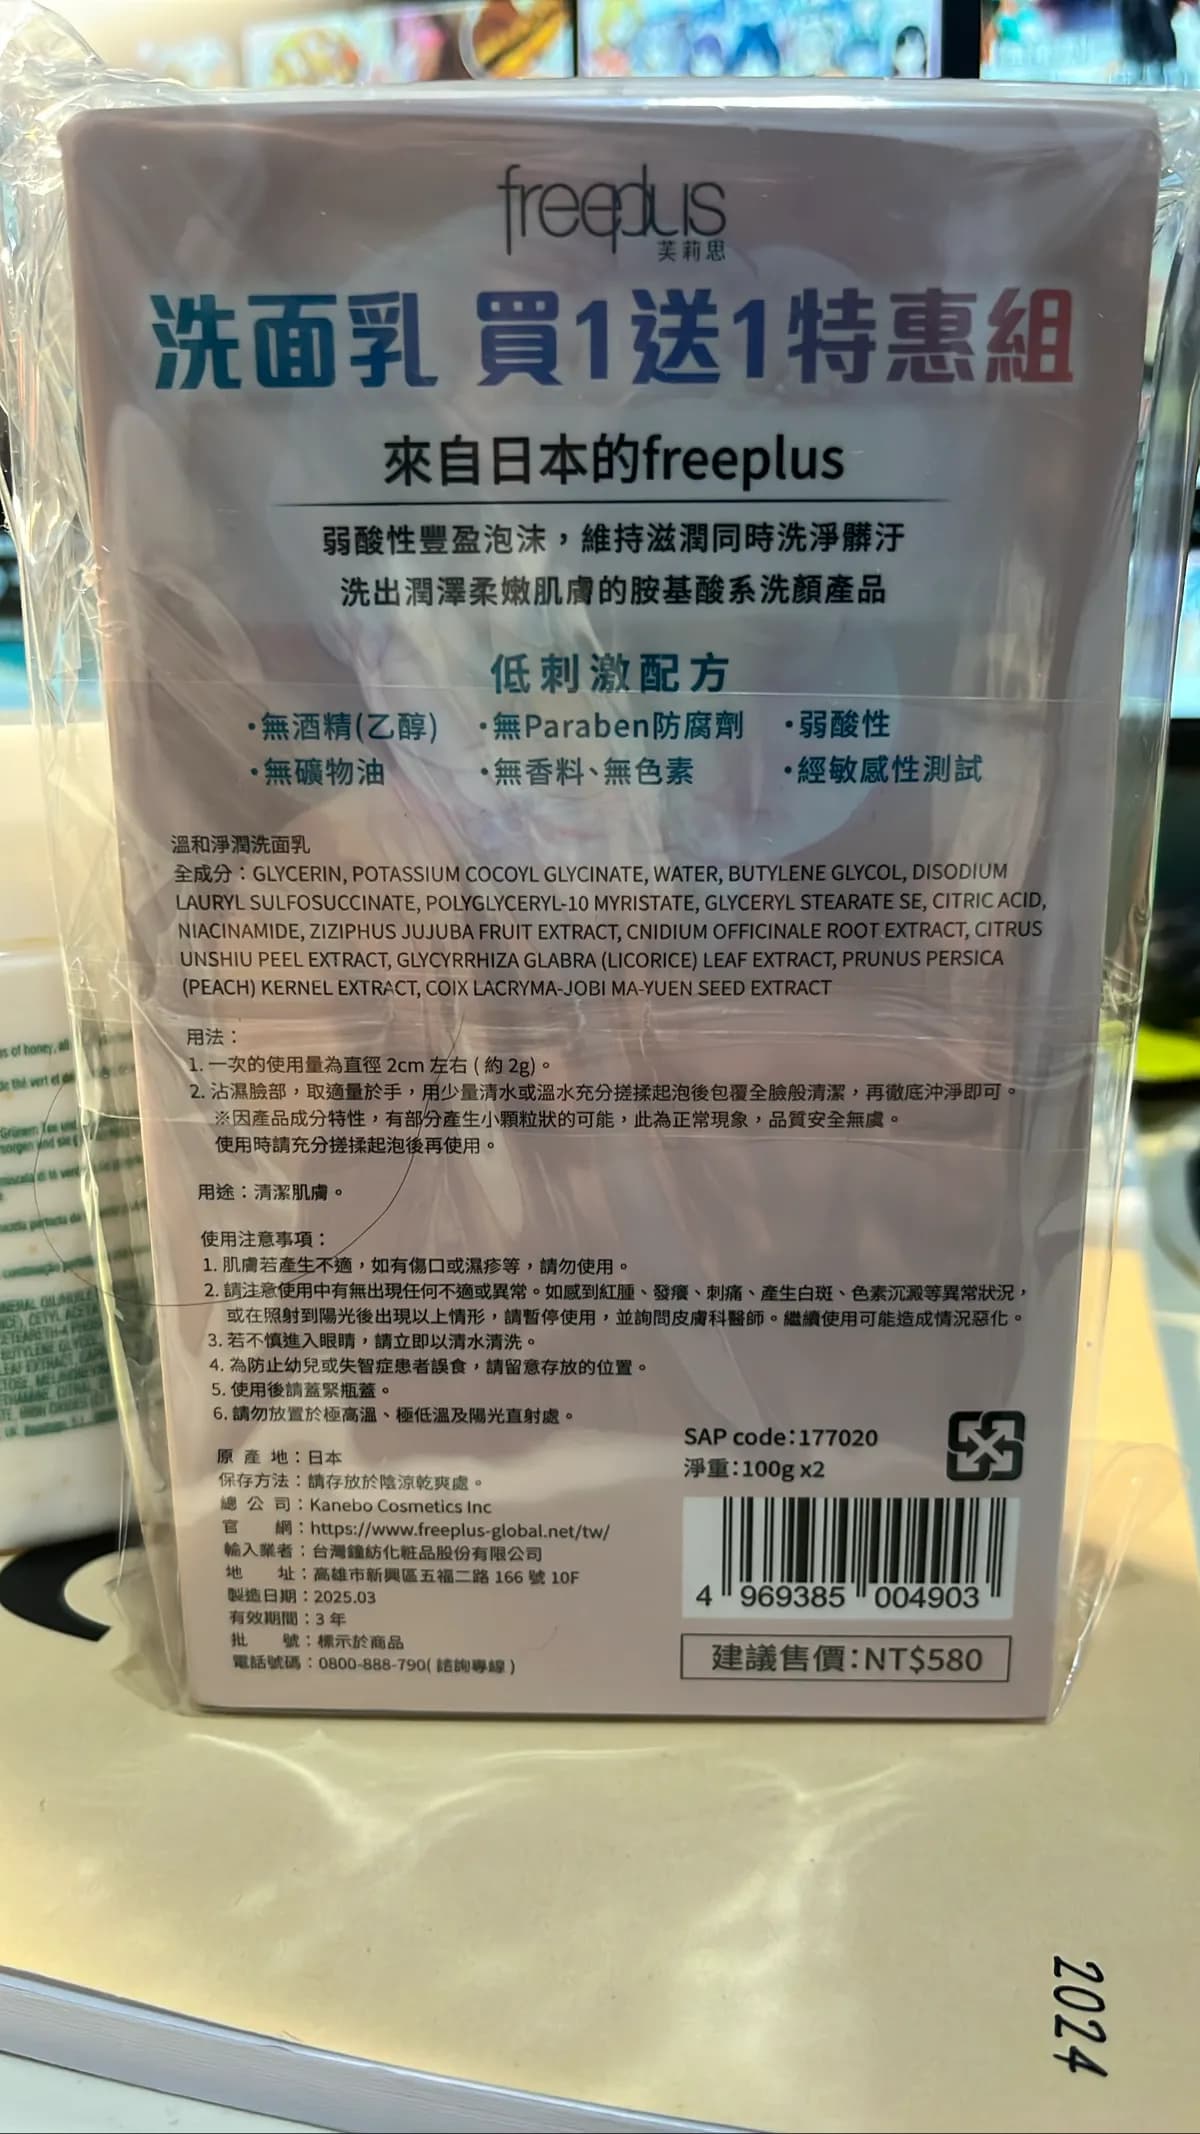 freeplus
芙莉思
洗面乳 買1送1特惠組
來自日本的freeplus
弱酸性豐盈泡沫，維持滋潤同時洗淨髒汙
洗出潤澤柔嫩肌膚的胺基酸系洗顏產品
低刺激配方
•無酒精(乙醇) •無Paraben防腐劑 •弱酸性
•無礦物油 •無香料、無色素 •經敏感性測試
溫和淨潤洗面乳
全成分：GLYCERIN, POTASSIUM COCOYL GLYCINATE, WATER, BUTYLENE GLYCOL, DISODIUM
LAURYL SULFOSUCCINATE, POLYGLYCERYL-10 MYRISTATE, GLYCERYL STEARATE SE, CITRIC ACID,
NIACINAMIDE, ZIZIPHUS JUJUBA FRUIT EXTRACT, CNIDIUM OFFICINALE ROOT EXTRACT, CITRUS
UNSHIU PEEL EXTRACT, GLYCYRRHIZA GLABRA (LICORICE) LEAF EXTRACT, PRUNUS PERSICA
(PEACH) KERNEL EXTRACT, COIX LACRYMA-JOBI MA-YUEN SEED EXTRACT
用法：
1. 一次的使用量為直徑 2cm 左右 ( 約 2g)。
2. 沾濕臉部，取適量於手，用少量清水或溫水充分搓揉起泡後包覆全臉般清潔，再徹底沖淨即可。
※因產品成分特性，有部分產生小顆粒狀的可能，此為正常現象，品質安全無虞。
使用時請充分搓揉起泡後再使用。
用途：清潔肌膚。
使用注意事項：
1. 肌膚若產生不適，如有傷口或濕疹等，請勿使用。
2. 請注意使用中有無出現任何不適或異常。如感到紅腫、發癢、刺痛、產生白斑、色素沉澱等異常狀況，
或在照射到陽光後出現以上情形，請暫停使用，並詢問皮膚科醫師。繼續使用可能造成情況惡化。
3. 若不慎進入眼睛，請立即以清水清洗。
4. 為防止幼兒或失智症患者誤食，請留意存放的位置。
5. 使用後請蓋緊瓶蓋。
6. 請勿放置於極高溫、極低溫及陽光直射處。
原 產 地：日本
保存方法：請存放於陰涼乾爽處。
總 公 司：Kanebo Cosmetics Inc
官 網：https://www.freeplus-global.net/tw/
輸入業者：台灣鐘紡化粧品股份有限公司
地 址：高雄市新興區五福二路 166 號 10F
製造日期：2025.03
有效期間：3 年
批 號：標示於商品
電話號碼：0800-888-790( 諮詢專線 )
SAP code：177020
淨重：100g x2
4 969385 004903
建議售價：NT$580
2024